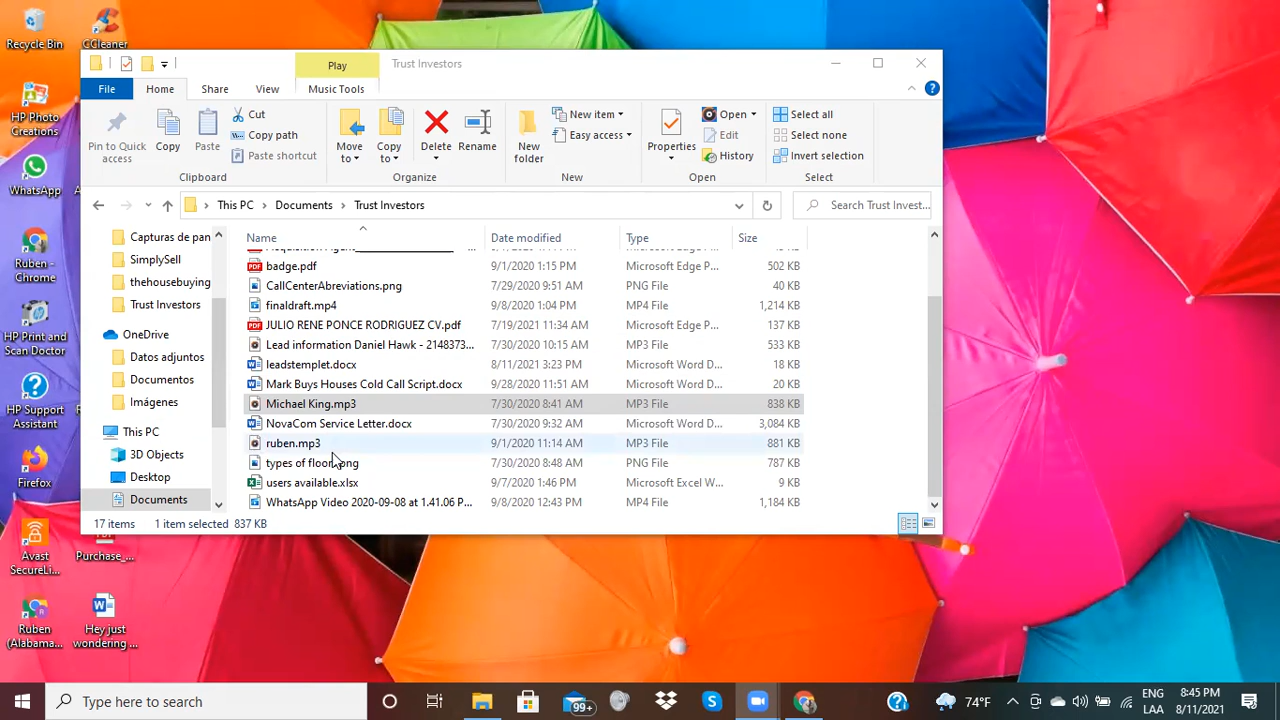 Recycle Bin
CCleaner
HP Photo
Creations
WhatsApp
Ruben -
Chrome
HP Print and
Scan Doctor
HP Support
Assistant
Firefox
Avast
SecureLi...
Purchase_...
Ruben
(Alabama...
Hey just
wondering ...
Play
Trust Investors
File
Home
Share
View
Music Tools
Pin to Quick
access
Copy
Paste
Cut
Copy path
Paste shortcut
Clipboard
Move
to
Copy
to
Delete
Rename
Organize
New
folder
New item
Easy access
New
Properties
Open
Edit
History
Open
Select all
Select none
Invert selection
Select
This PC > Documents > Trust Investors
Search Trust Invest...
Capturas de pan
SimplySell
thehousebuying
Trust Investors
OneDrive
Datos adjuntos
Documentos
Imágenes
This PC
3D Objects
Desktop
Documents
Name Date modified Type Size
badge.pdf 9/1/2020 1:15 PM Microsoft Edge P... 502 KB
CallCenterAbreviations.png 7/29/2020 9:51 AM PNG File 40 KB
finaldraft.mp4 9/8/2020 1:04 PM MP4 File 1,214 KB
JULIO RENE PONCE RODRIGUEZ CV.pdf 7/19/2021 11:34 AM Microsoft Edge P... 137 KB
Lead information Daniel Hawk - 2148373... 7/30/2020 10:15 AM MP3 File 533 KB
leadstemplet.docx 8/11/2021 3:23 PM Microsoft Word D... 18 KB
Mark Buys Houses Cold Call Script.docx 9/28/2020 11:51 AM Microsoft Word D... 20 KB
Michael King.mp3 7/30/2020 8:41 AM MP3 File 838 KB
NovaCom Service Letter.docx 7/30/2020 9:32 AM Microsoft Word D... 3,084 KB
ruben.mp3 9/1/2020 11:14 AM MP3 File 881 KB
types of floor.png 7/30/2020 8:48 AM PNG File 787 KB
users available.xlsx 9/7/2020 1:46 PM Microsoft Excel W... 9 KB
WhatsApp Video 2020-09-08 at 1.41.06 P... 9/8/2020 12:43 PM MP4 File 1,184 KB
17 items 1 item selected 837 KB
Type here to search
99+
74°F
ENG
LAA
8:45 PM
8/11/2021